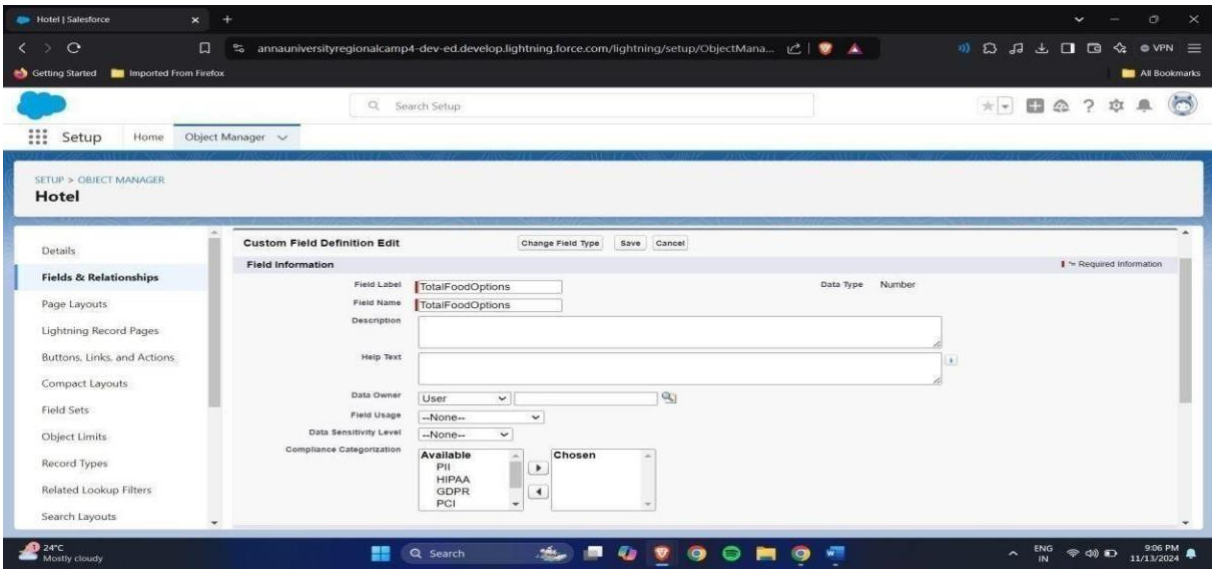 Hotel | Salesforce
annauniversityregionalcamp4-dev-ed.develop.lightning.force.com/lightning/setup/ObjectMana...
VPN
Getting Started Imported From Firefox
All Bookmarks
Search Setup
Setup Home Object Manager
SETUP > OBJECT MANAGER
Hotel
Details
Fields & Relationships
Page Layouts
Lightning Record Pages
Buttons, Links, and Actions
Compact Layouts
Field Sets
Object Limits
Record Types
Related Lookup Filters
Search Layouts
Custom Field Definition Edit Change Field Type Save Cancel
Field Information = Required Information
Field Label TotalFoodOptions Data Type Number
Field Name TotalFoodOptions
Description
Help Text
Data Owner User
Field Usage --None--
Data Sensitivity Level --None--
Compliance Categorization Available Chosen
PII
HIPAA
GDPR
PCI
24°C
Mostly cloudy
Search
ENG
IN
9:06 PM
11/13/2024